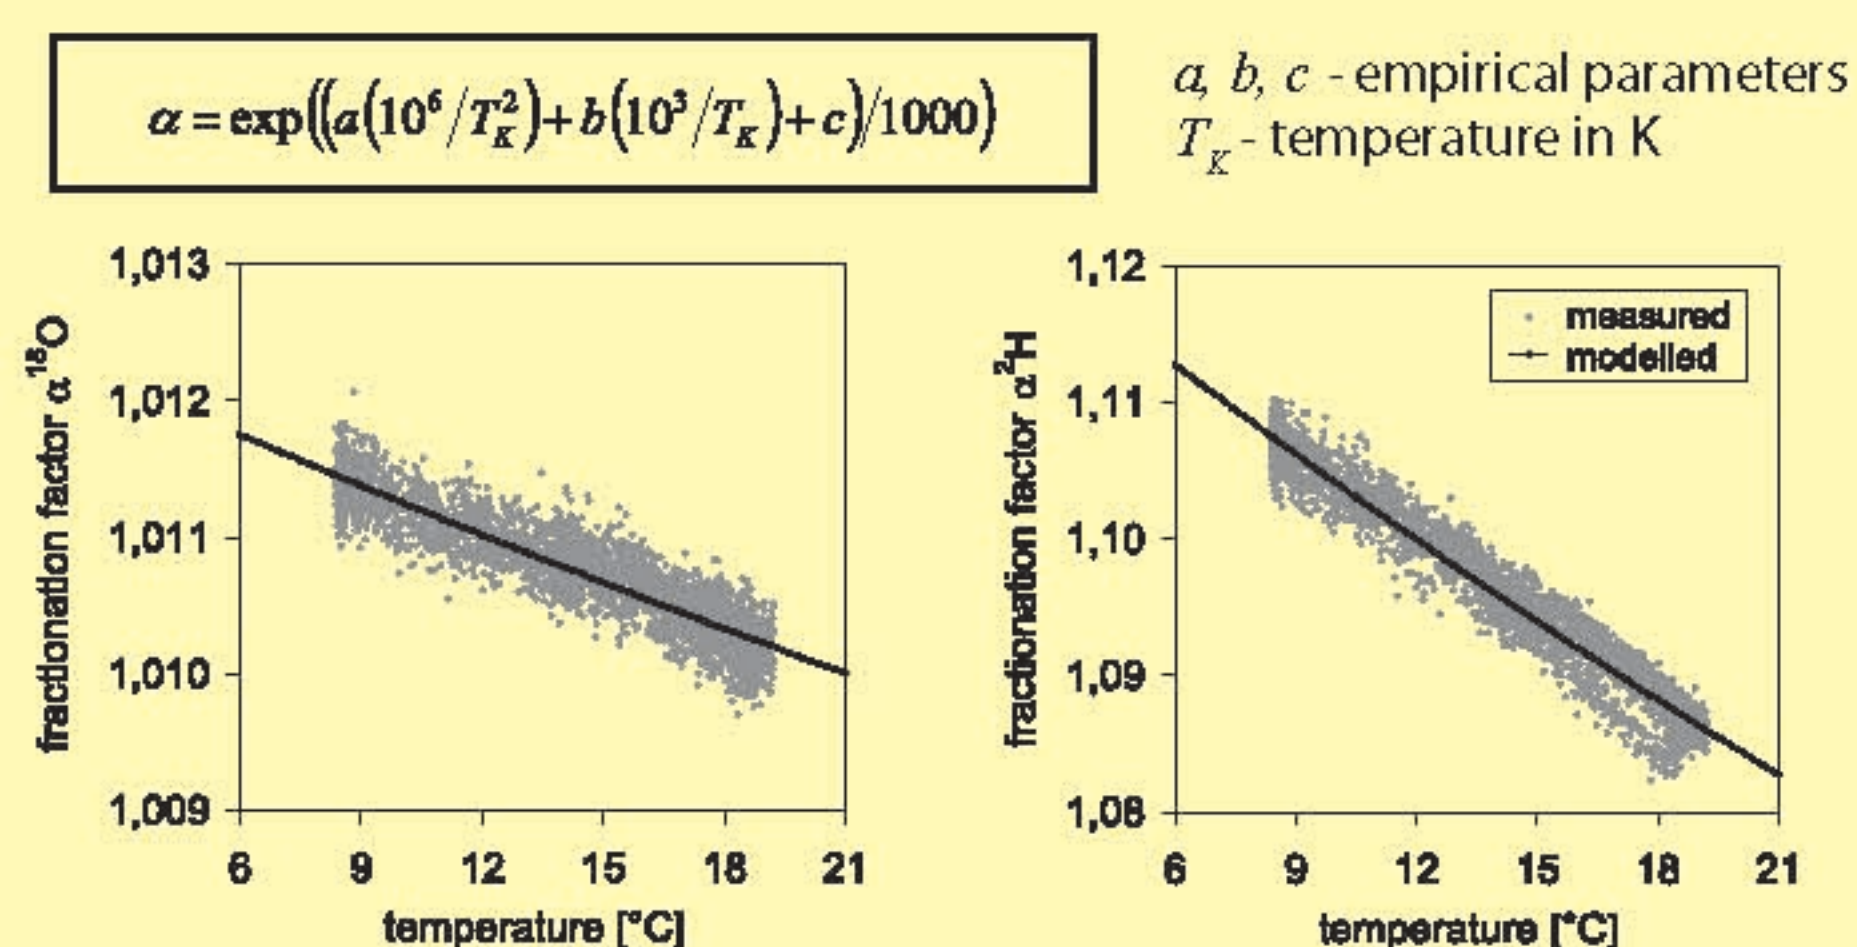 α = exp((a(10⁶/T_K²)+b(10³/T_K)+c)/1000)
a, b, c - empirical parameters
T_K - temperature in K
fractionation factor α¹⁸O
1,013
1,012
1,011
1,010
1,009
6 9 12 15 18 21
temperature [°C]
fractionation factor α²H
1,12
1,11
1,10
1,09
1,08
measured
modelled
6 9 12 15 18 21
temperature [°C]